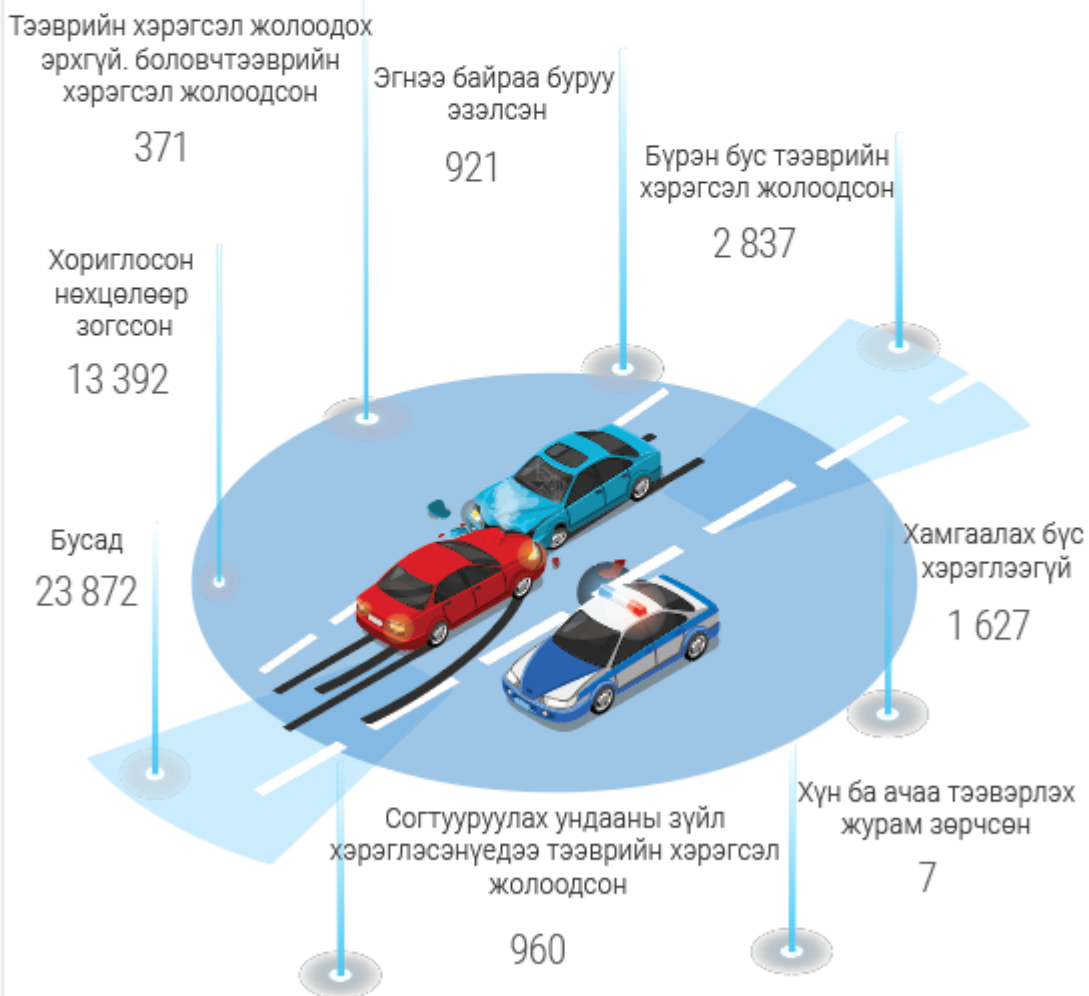 Тээврийн хэрэгсэл жолоодох
эрхгүй. боловчтээврийн
хэрэгсэл жолоодсон
371
Эгнээ байраа буруу
эзэлсэн
921
Бүрэн бус тээврийн
хэрэгсэл жолоодсон
2 837
Хориглосон
нөхцөлөөр
зогссон
13 392
Бусад
23 872
Хамгаалах бүс
хэрэглээгүй
1 627
Согтууруулах ундааны зүйл
хэрэглэсэнүедээ тээврийн хэрэгсэл
жолоодсон
960
Хүн ба ачаа тээвэрлэх
журам зөрчсөн
7